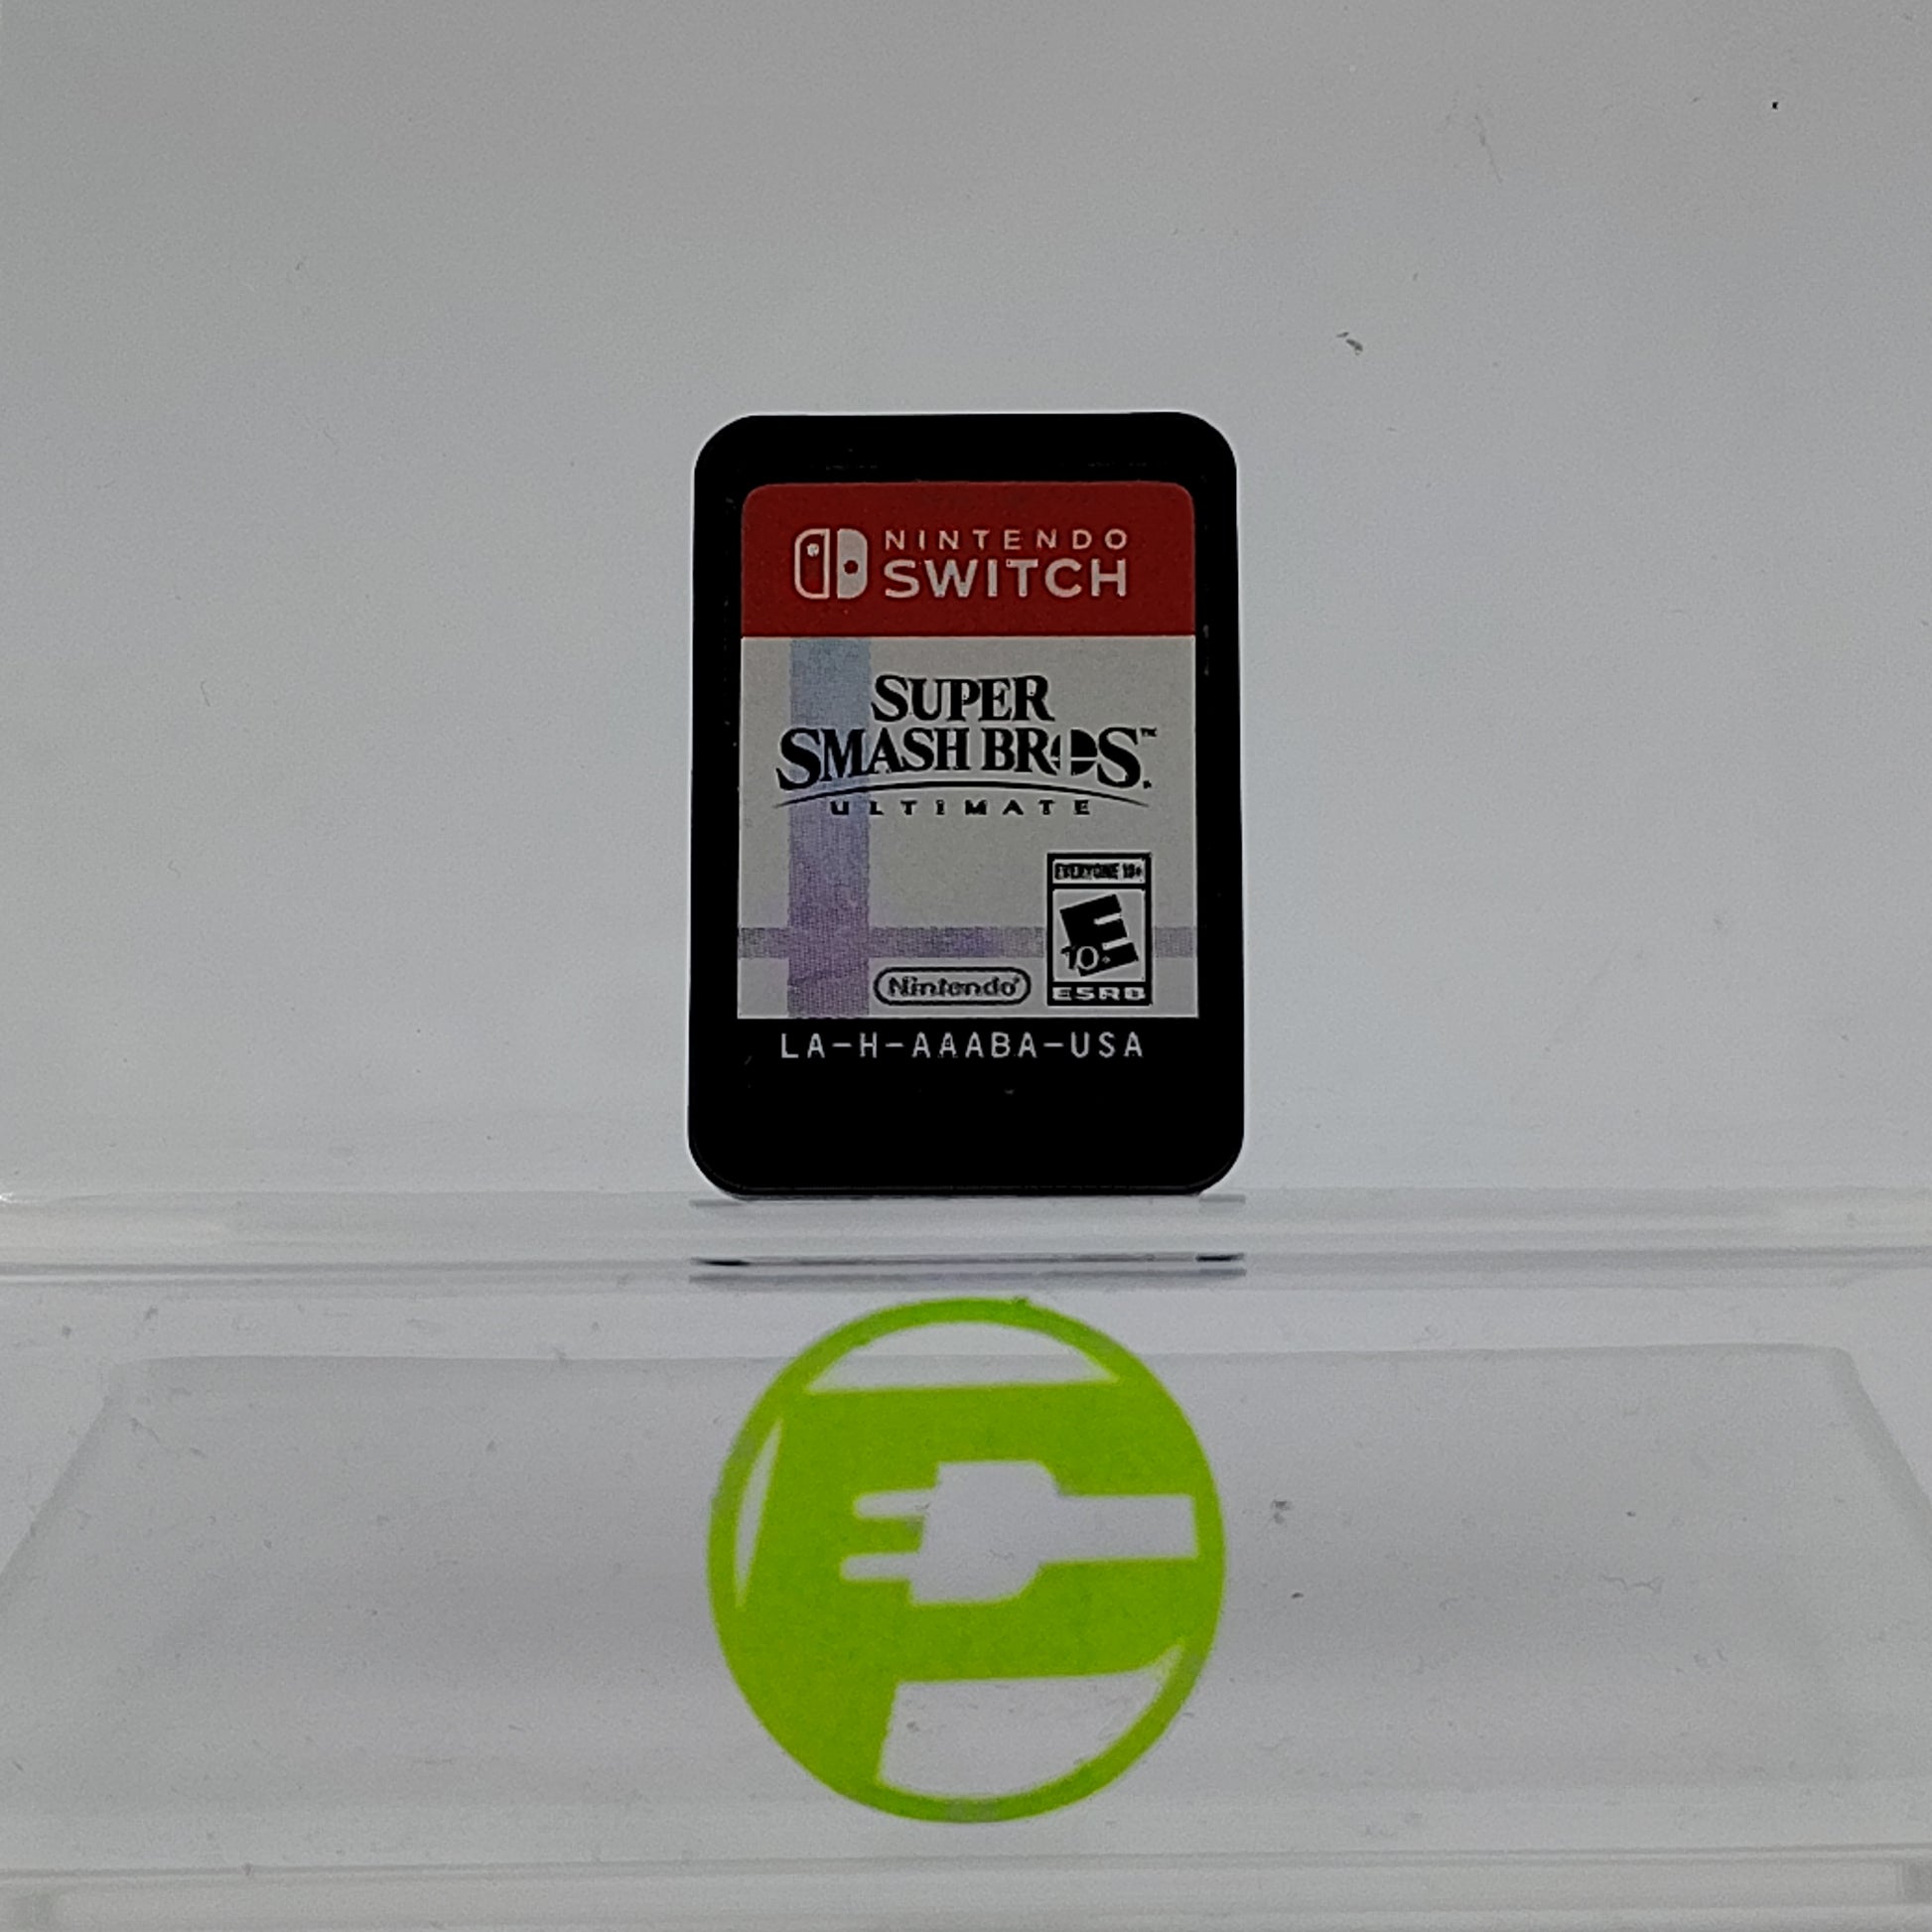 NINTENDO
SWITCH
SUPER
SMASH BROS.™
ULTIMATE
EVERYONE 10+
E
10+
ESRB
Nintendo®
LA-H-AAABA-USA